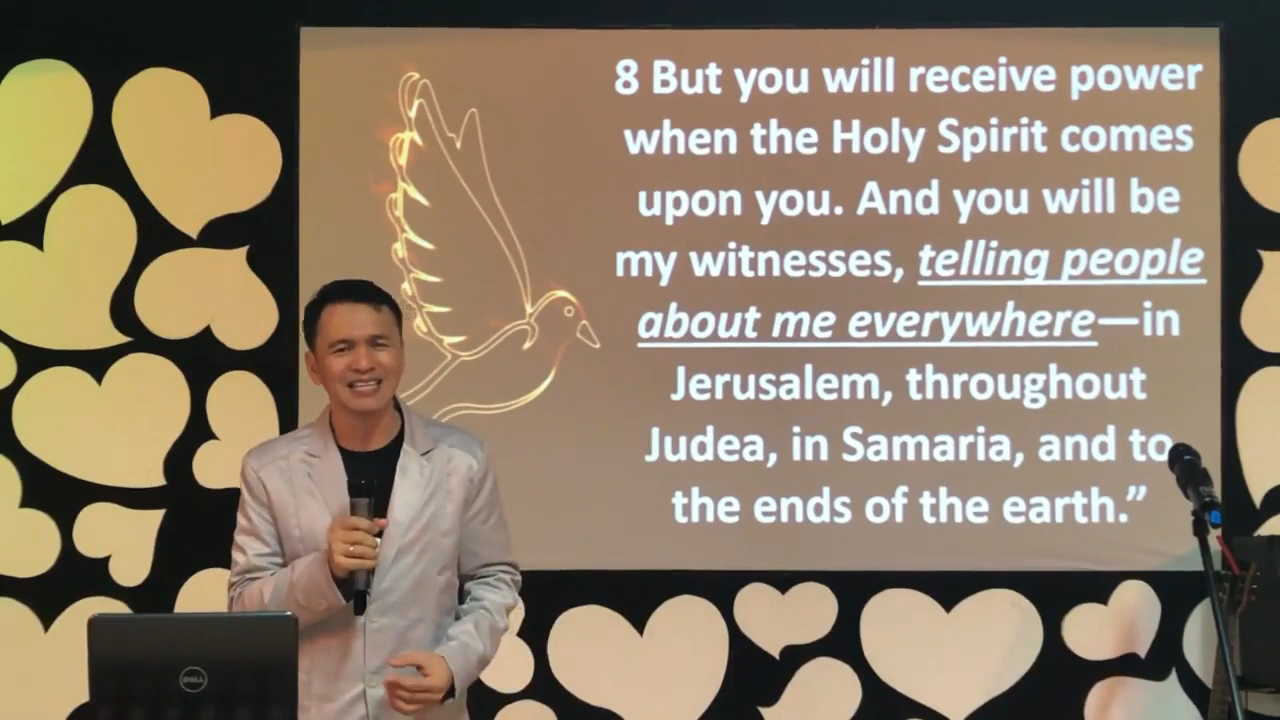 8 But you will receive power
when the Holy Spirit comes
upon you. And you will be
my witnesses, telling people
about me everywhere—in
Jerusalem, throughout
Judea, in Samaria, and to
the ends of the earth.”
DELL